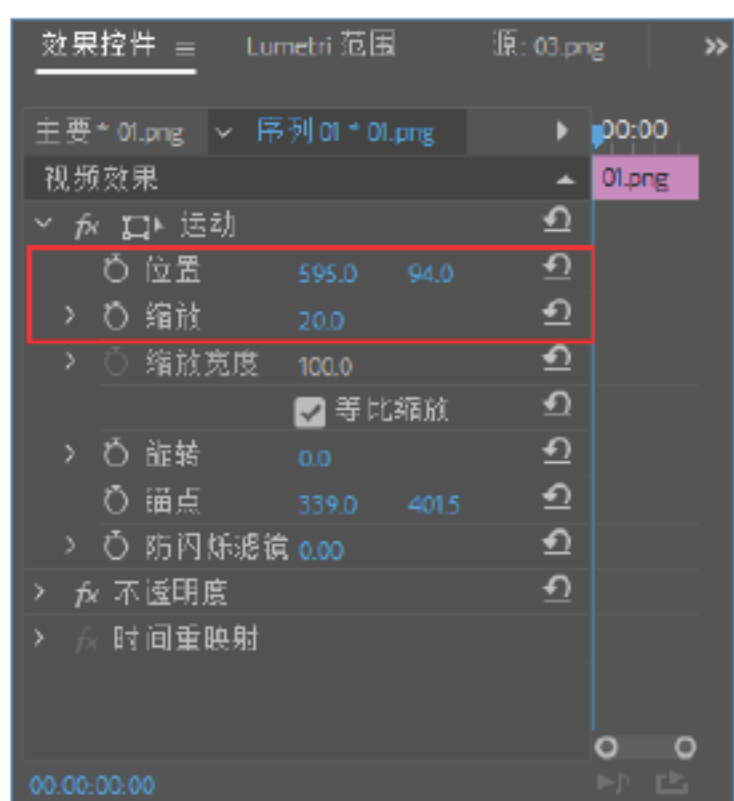 效果控件 Lumetri 范围 源: 03.png »
主要 * 01.png 序列 01 * 01.png 00:00
视频效果 01.png
fx 运动
位置 595.0 94.0
缩放 20.0
缩放宽度 100.0
等比缩放
旋转 0.0
锚点 339.0 401.5
防闪烁滤镜 0.00
fx 不透明度
fx 时间重映射
00:00:00:00